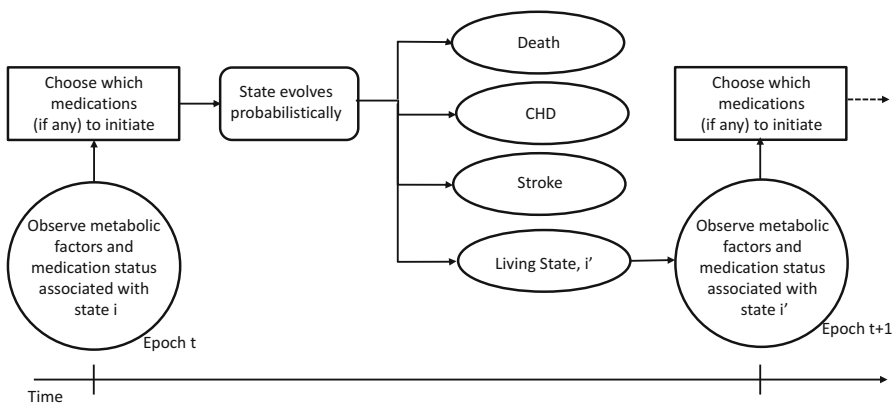 Choose which
medications
(if any) to initiate
State evolves
probabilistically
Death
CHD
Stroke
Living State, i’
Choose which
medications
(if any) to initiate
Observe metabolic
factors and
medication status
associated with
state i
Epoch t
Observe metabolic
factors and
medication status
associated with
state i’
Epoch t+1
Time